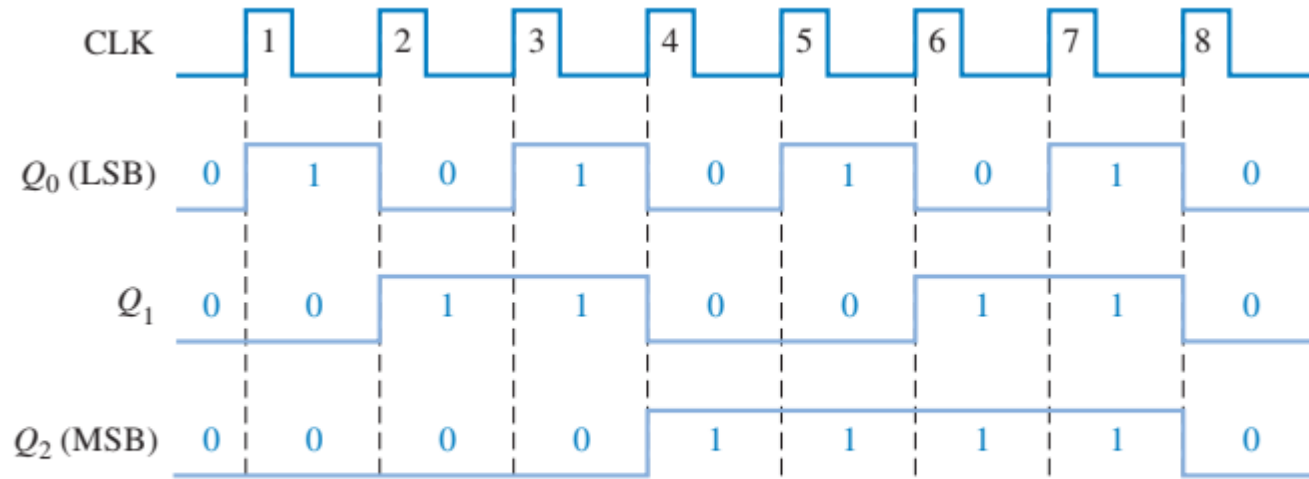 CLK 1 2 3 4 5 6 7 8
Q₀ (LSB) 0 1 0 1 0 1 0 1 0
Q₁ 0 0 1 1 0 0 1 1 0
Q₂ (MSB) 0 0 0 0 1 1 1 1 0